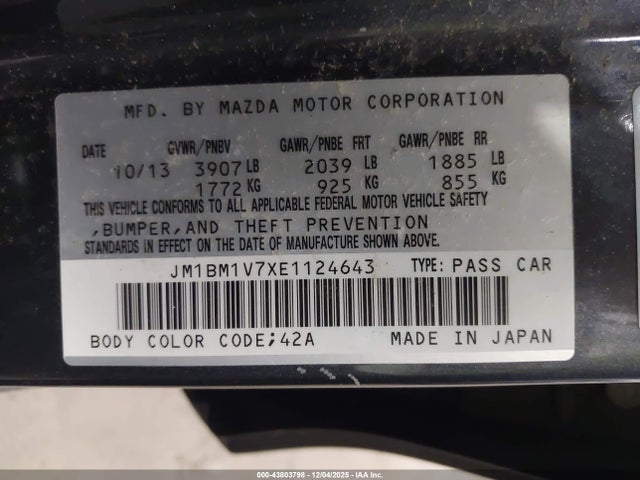 MFD. BY MAZDA MOTOR CORPORATION
DATE GVWR/PNBV GAWR/PNBE FRT GAWR/PNBE RR
10/13 3907 LB 2039 LB 1885 LB
1772 KG 925 KG 855 KG
THIS VEHICLE CONFORMS TO ALL APPLICABLE FEDERAL MOTOR VEHICLE SAFETY
,BUMPER,AND THEFT PREVENTION
STANDARDS IN EFFECT ON THE DATE OF MANUFACTURE SHOWN ABOVE.
JM1BM1V7XE1124643 TYPE: PASS CAR
BODY COLOR CODE;42A MADE IN JAPAN
000-43803798 - 12/04/2025 - IAA Inc.